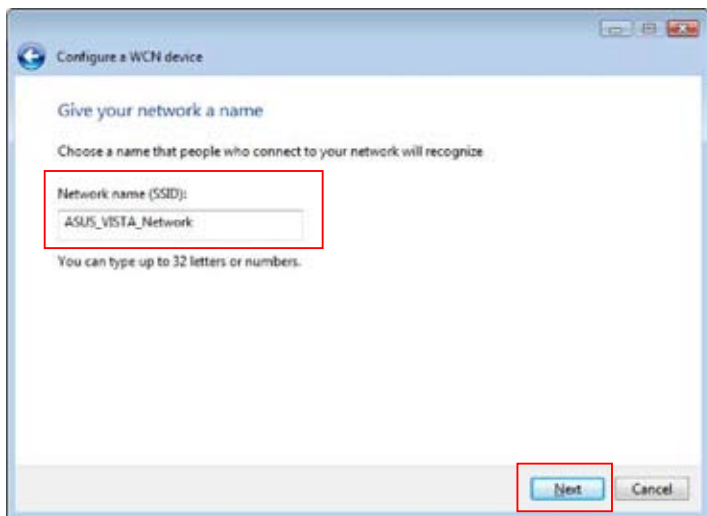 Configure a WCN device
Give your network a name
Choose a name that people who connect to your network will recognize
Network name (SSID):
ASUS_VISTA_Network
You can type up to 32 letters or numbers.
Next Cancel